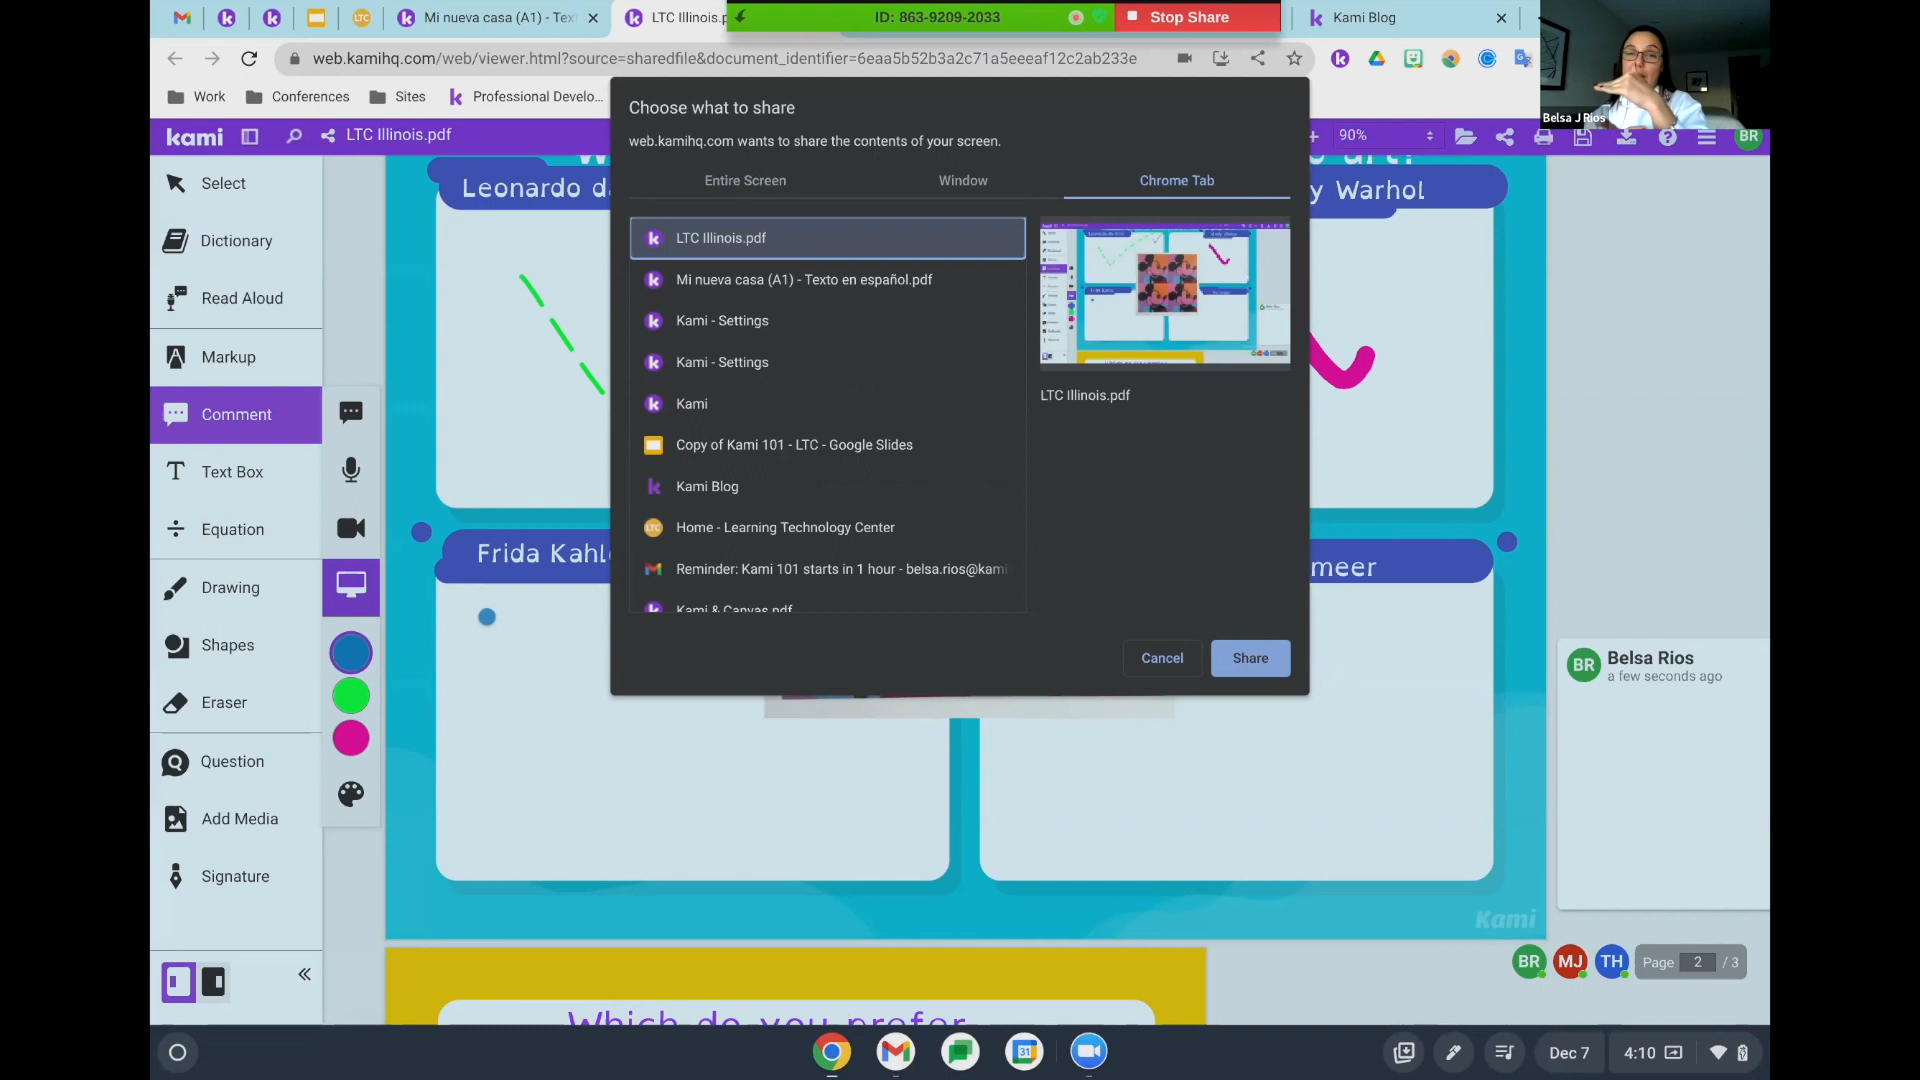 Mi nueva casa (A1) - Tex
LTC Illinois.p
ID: 863-9209-2033
Stop Share
Kami Blog
web.kamihq.com/web/viewer.html?source=sharedfile&document_identifier=6eaa5b52b3a2c71a5eeeaf12c2ab233e
Work
Conferences
Sites
Professional Develo...
Belsa J Rios
kami
LTC Illinois.pdf
90%
BR
Choose what to share
web.kamihq.com wants to share the contents of your screen.
Entire Screen
Window
Chrome Tab
LTC Illinois.pdf
Mi nueva casa (A1) - Texto en español.pdf
Kami - Settings
Kami - Settings
Kami
Copy of Kami 101 - LTC - Google Slides
Kami Blog
Home - Learning Technology Center
Reminder: Kami 101 starts in 1 hour - belsa.rios@kami
Kami & Canvas.pdf
LTC Illinois.pdf
Cancel
Share
Select
Dictionary
Read Aloud
Markup
Comment
Text Box
Equation
Drawing
Shapes
Eraser
Question
Add Media
Signature
Leonardo d
y Warhol
art?
Frida Kahl
meer
Kami
BR
Belsa Rios
a few seconds ago
BR
MJ
TH
Page 2 / 3
Which do you prefer
31
Dec 7
4:10